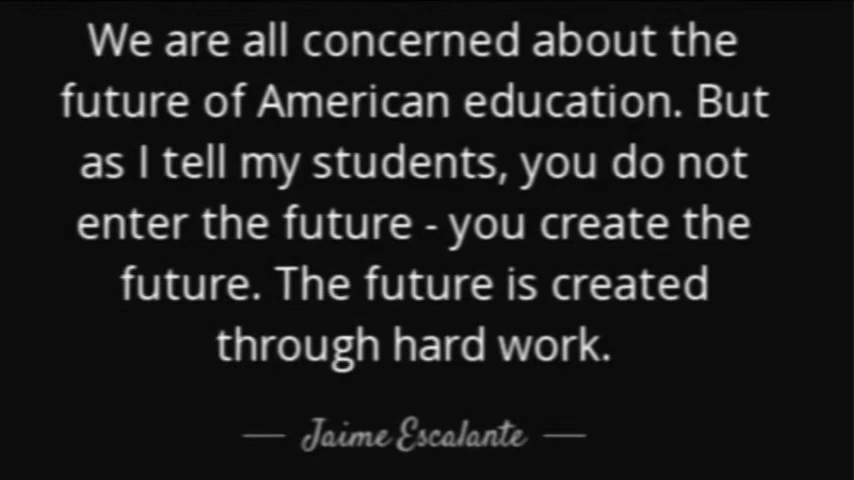 We are all concerned about the
future of American education. But
as I tell my students, you do not
enter the future - you create the
future. The future is created
through hard work.
— Jaime Escalante —